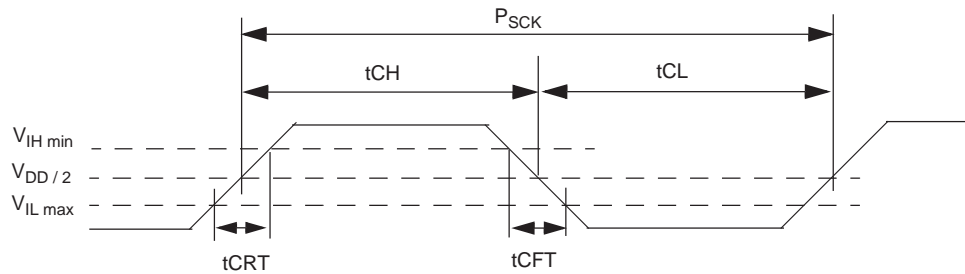 PSCK
tCH
tCL
VIH min
VDD / 2
VIL max
tCRT
tCFT